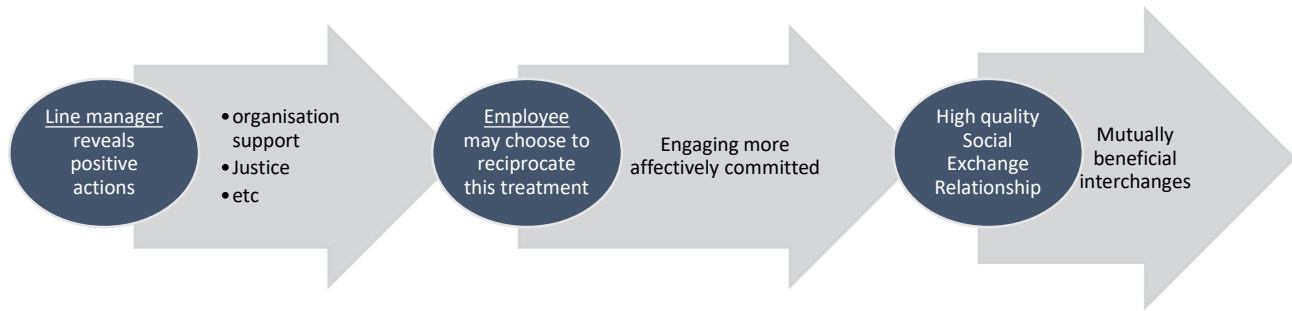 Line manager
reveals
positive
actions
•organisation
support
•Justice
•etc
Employee
may choose to
reciprocate
this treatment
Engaging more
affectively committed
High quality
Social
Exchange
Relationship
Mutually
beneficial
interchanges